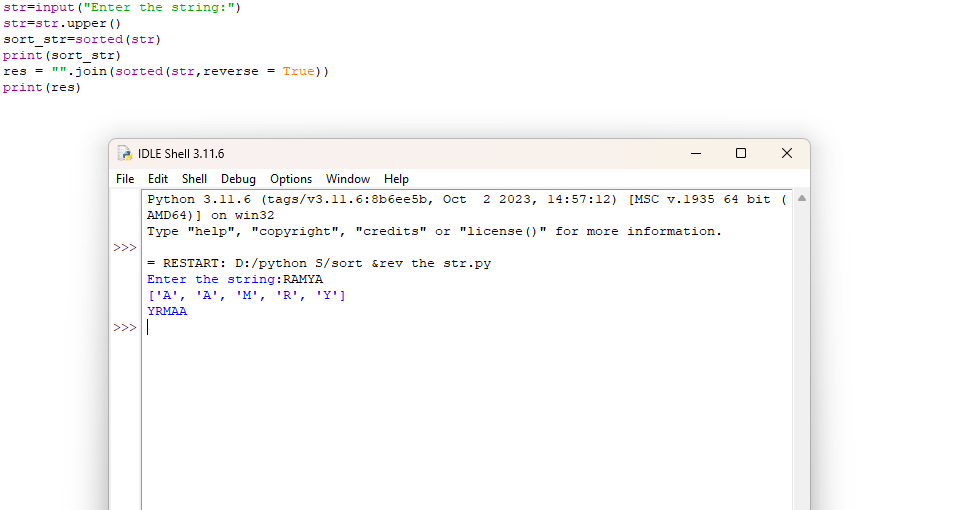 str=input("Enter the string:")
str=str.upper()
sort_str=sorted(str)
print(sort_str)
res = "".join(sorted(str,reverse = True))
print(res)
IDLE Shell 3.11.6
File Edit Shell Debug Options Window Help
Python 3.11.6 (tags/v3.11.6:8b6ee5b, Oct  2 2023, 14:57:12) [MSC v.1935 64 bit (
AMD64)] on win32
Type "help", "copyright", "credits" or "license()" for more information.
>>>
= RESTART: D:/python S/sort &rev the str.py
Enter the string:RAMYA
['A', 'A', 'M', 'R', 'Y']
YRMAA
>>>